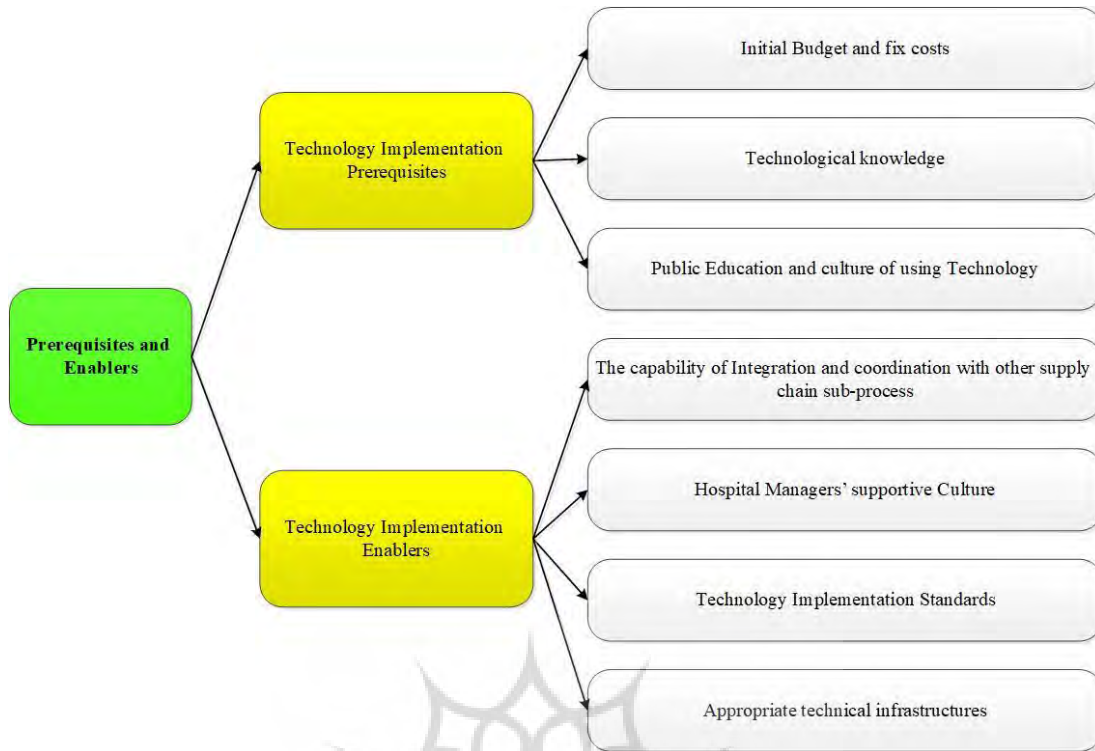 Prerequisites and
Enablers
Technology Implementation
Prerequisites
Initial Budget and fix costs
Technological knowledge
Public Education and culture of using Technology
Technology Implementation
Enablers
The capability of Integration and coordination with other supply
chain sub-process
Hospital Managers’ supportive Culture
Technology Implementation Standards
Appropriate technical infrastructures